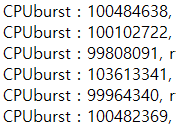 CPUburst : 100484638,
CPUburst : 100102722,
CPUburst : 99808091, r
CPUburst : 103613341,
CPUburst : 99964340, r
CPUburst : 100482369,